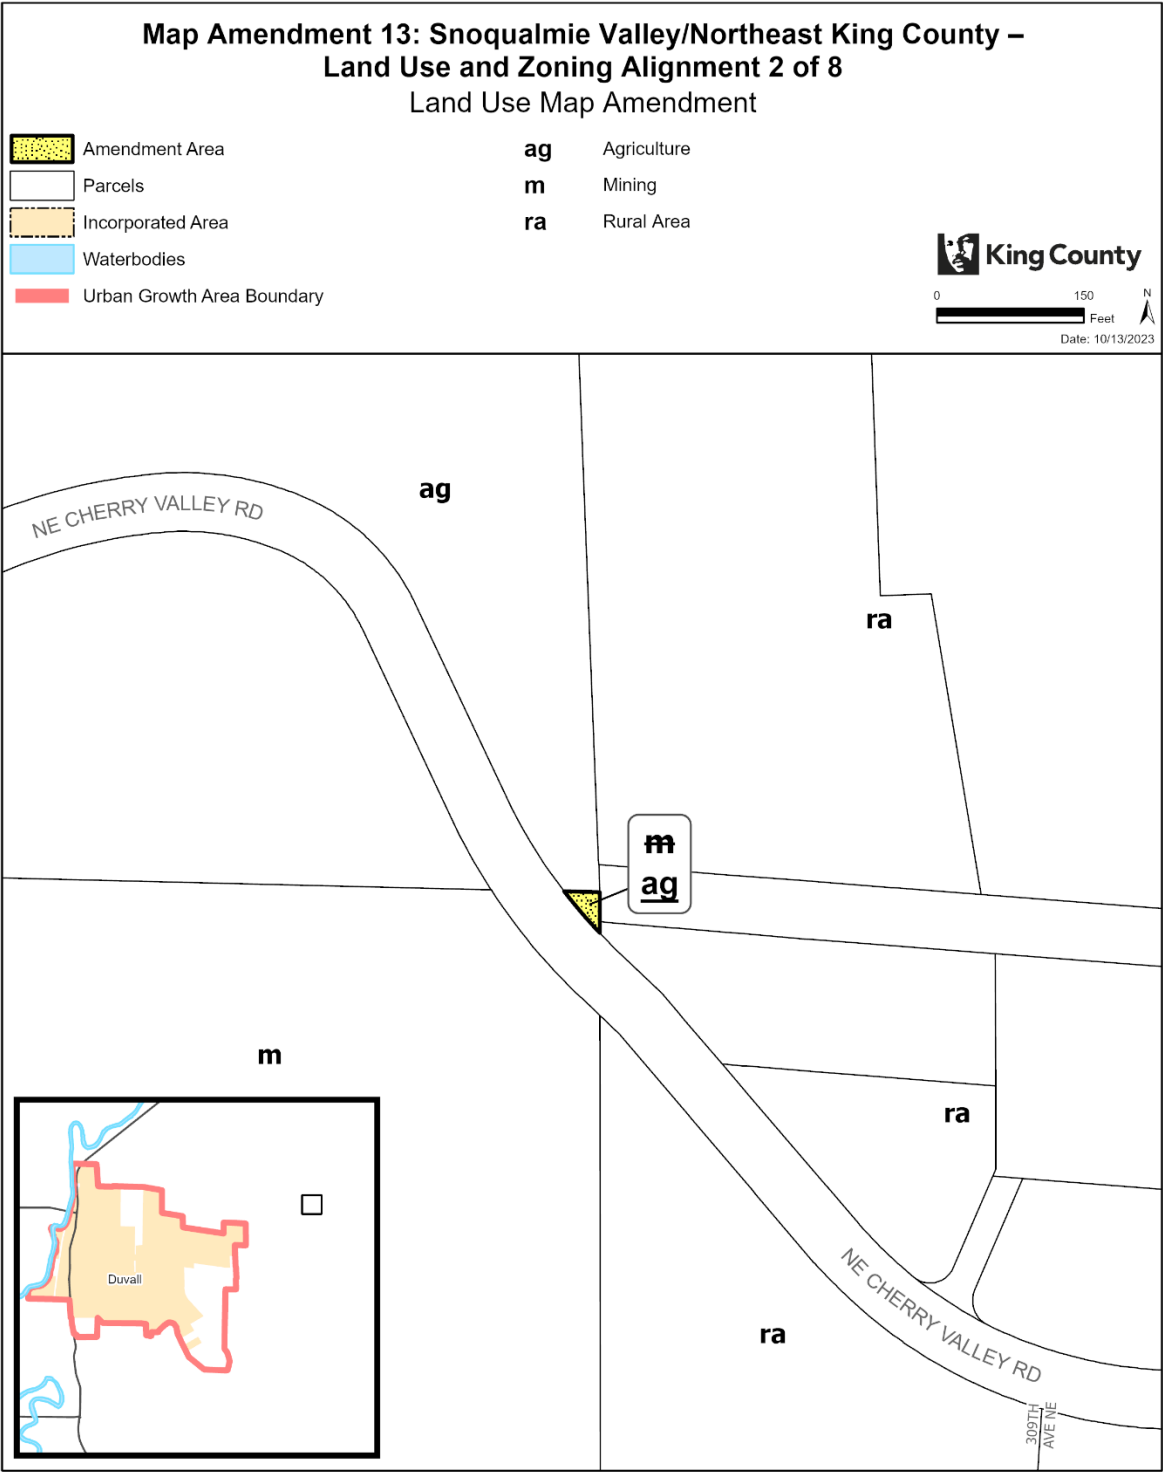 Map Amendment 13: Snoqualmie Valley/Northeast King County –
Land Use and Zoning Alignment 2 of 8
Land Use Map Amendment
Amendment Area
Parcels
Incorporated Area
Waterbodies
Urban Growth Area Boundary
ag Agriculture
m Mining
ra Rural Area
King County
0 150
Feet
N
Date: 10/13/2023
ag
NE CHERRY VALLEY RD
ra
m
ag
m
ra
Duvall
NE CHERRY VALLEY RD
ra
309TH
AVE NE